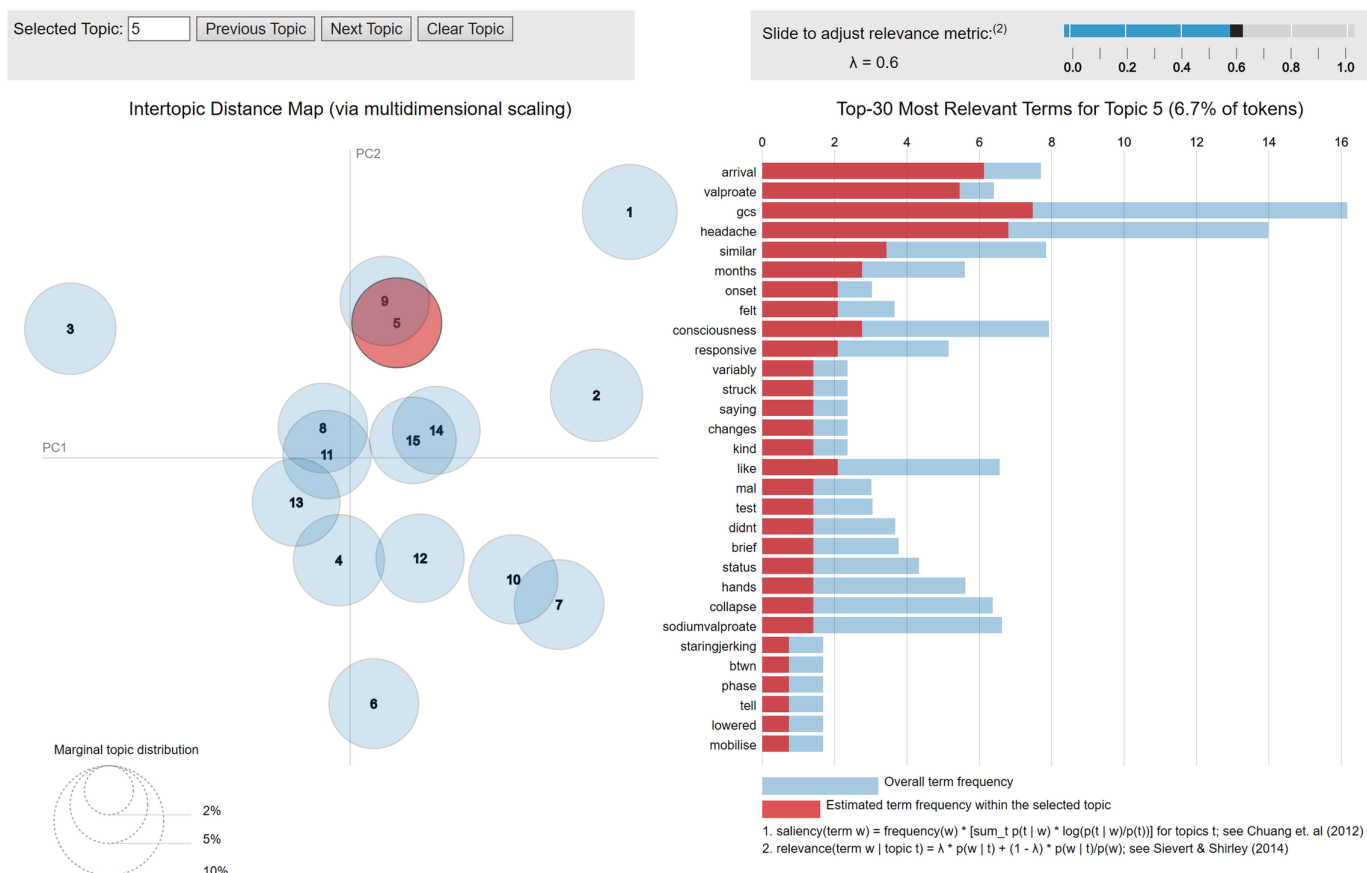 Selected Topic: 5 Previous Topic Next Topic Clear Topic
Slide to adjust relevance metric:(2)
λ = 0.6
0.0 0.2 0.4 0.6 0.8 1.0
Intertopic Distance Map (via multidimensional scaling)
PC2
PC1
1
9
5
3
2
8
14
15
11
13
4
12
10
7
6
Marginal topic distribution
2%
5%
10%
Top-30 Most Relevant Terms for Topic 5 (6.7% of tokens)
0 2 4 6 8 10 12 14 16
arrival
valproate
gcs
headache
similar
months
onset
felt
consciousness
responsive
variably
struck
saying
changes
kind
like
mal
test
didnt
brief
status
hands
collapse
sodiumvalproate
staringjerking
btwn
phase
tell
lowered
mobilise
Overall term frequency
Estimated term frequency within the selected topic
1. saliency(term w) = frequency(w) * [sum_t p(t | w) * log(p(t | w)/p(t))] for topics t; see Chuang et. al (2012)
2. relevance(term w | topic t) = λ * p(w | t) + (1 - λ) * p(w | t)/p(w); see Sievert & Shirley (2014)